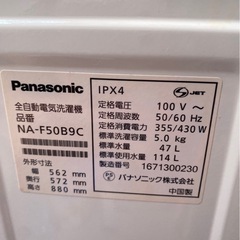 Panasonic
全自動電気洗濯機
品番
NA-F50B9C
外形寸法
幅 562 mm
奥行 572 mm
高さ 880 mm
IPX4
S JET
定格電圧 100 V ~
定格周波数 50/60 Hz
定格消費電力 355/430 W
標準洗濯容量 5.0 kg
標準水量 47 L
標準使用水量 114 L
製造番号 1671300230
パナソニック株式会社
中国製